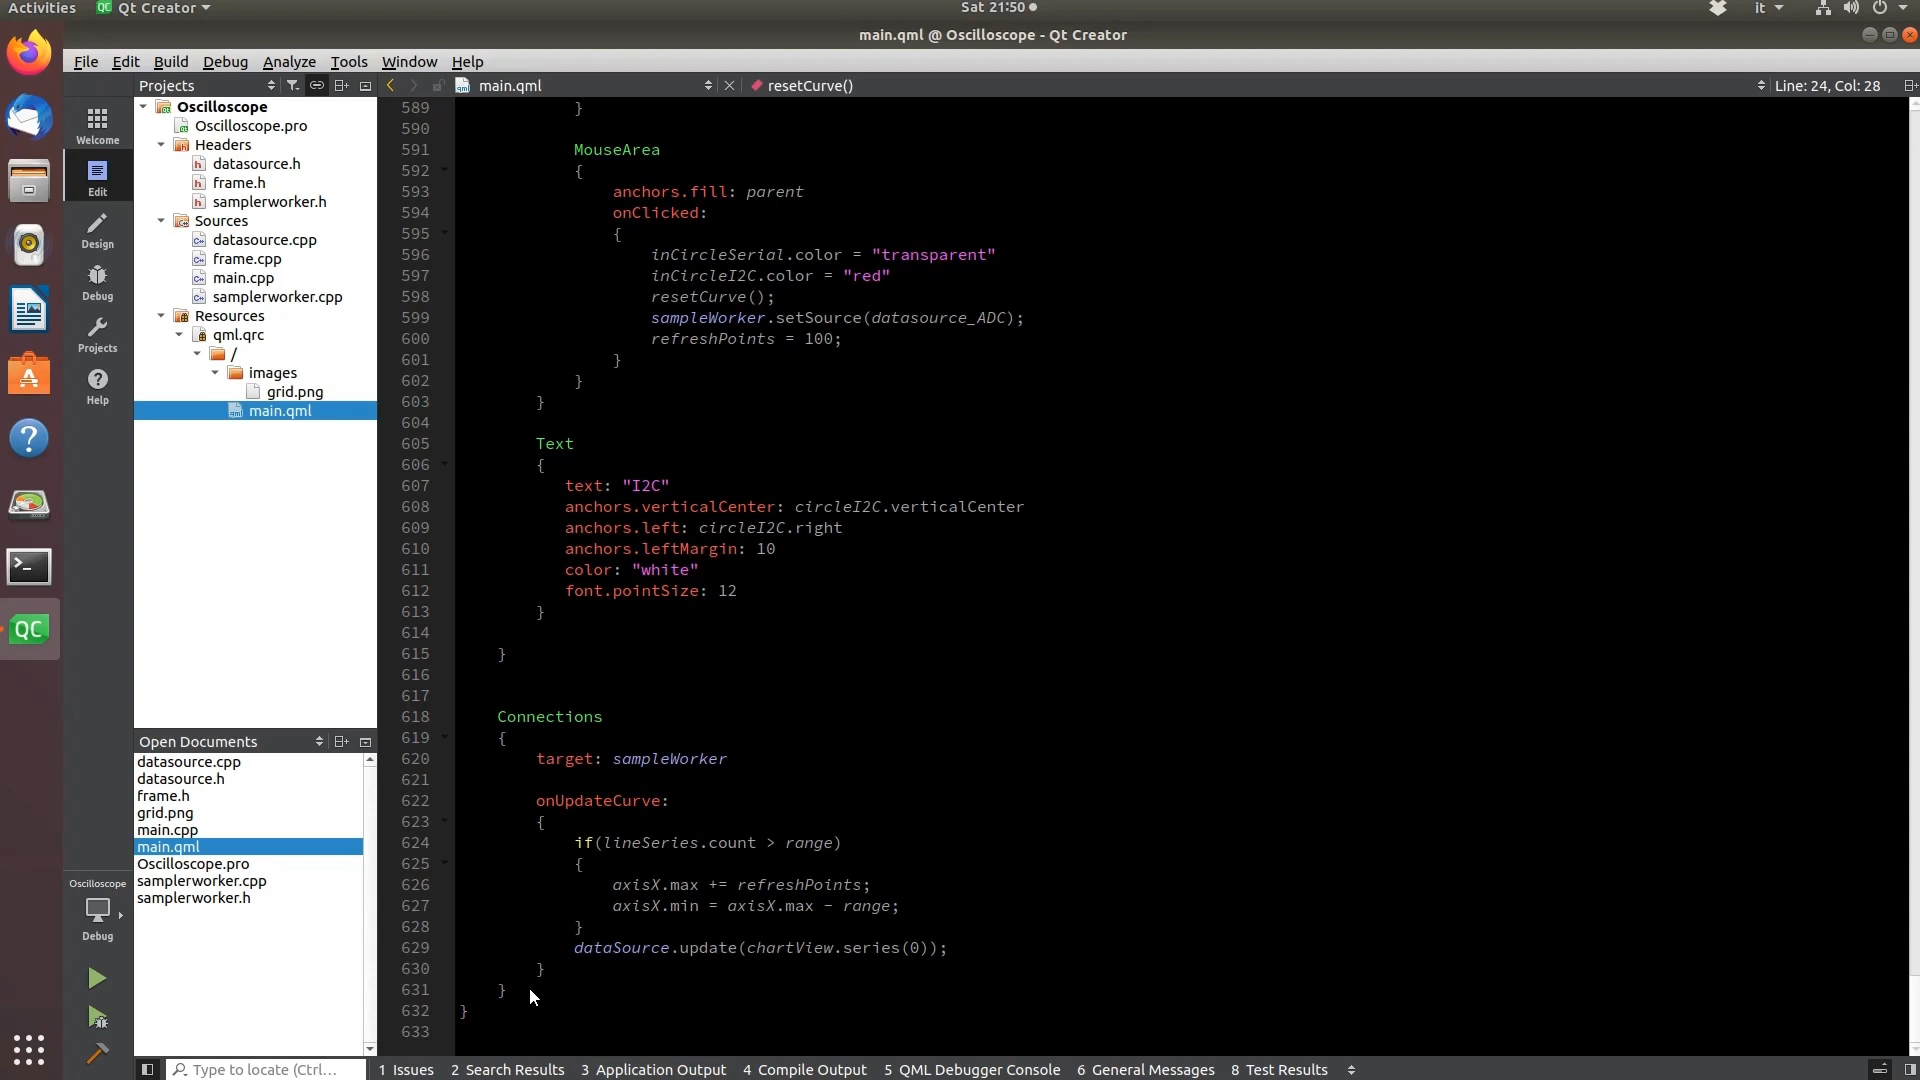 Activities
Qt Creator
Sat 21:50
it
main.qml @ Oscilloscope - Qt Creator
File Edit Build Debug Analyze Tools Window Help
Projects
main.qml
resetCurve()
Line: 24, Col: 28
Welcome
Edit
Design
Debug
Projects
Help
Oscilloscope
Oscilloscope.pro
Headers
datasource.h
frame.h
samplerworker.h
Sources
datasource.cpp
frame.cpp
main.cpp
samplerworker.cpp
Resources
qml.qrc
/
images
grid.png
main.qml
Open Documents
datasource.cpp
datasource.h
frame.h
grid.png
main.cpp
main.qml
Oscilloscope.pro
samplerworker.cpp
samplerworker.h
Oscilloscope
Debug
589 }
590
591 MouseArea
592 {
593 anchors.fill: parent
594 onClicked:
595 {
596 inCircleSerial.color = "transparent"
597 inCircleI2C.color = "red"
598 resetCurve();
599 sampleWorker.setSource(datasource_ADC);
600 refreshPoints = 100;
601 }
602 }
603 }
604
605 Text
606 {
607 text: "I2C"
608 anchors.verticalCenter: circleI2C.verticalCenter
609 anchors.left: circleI2C.right
610 anchors.leftMargin: 10
611 color: "white"
612 font.pointSize: 12
613 }
614
615 }
616
617
618 Connections
619 {
620 target: sampleWorker
621
622 onUpdateCurve:
623 {
624 if(lineSeries.count > range)
625 {
626 axisX.max += refreshPoints;
627 axisX.min = axisX.max - range;
628 }
629 dataSource.update(chartView.series(0));
630 }
631 }
632 }
633
Type to locate (Ctrl...
1 Issues 2 Search Results 3 Application Output 4 Compile Output 5 QML Debugger Console 6 General Messages 8 Test Results